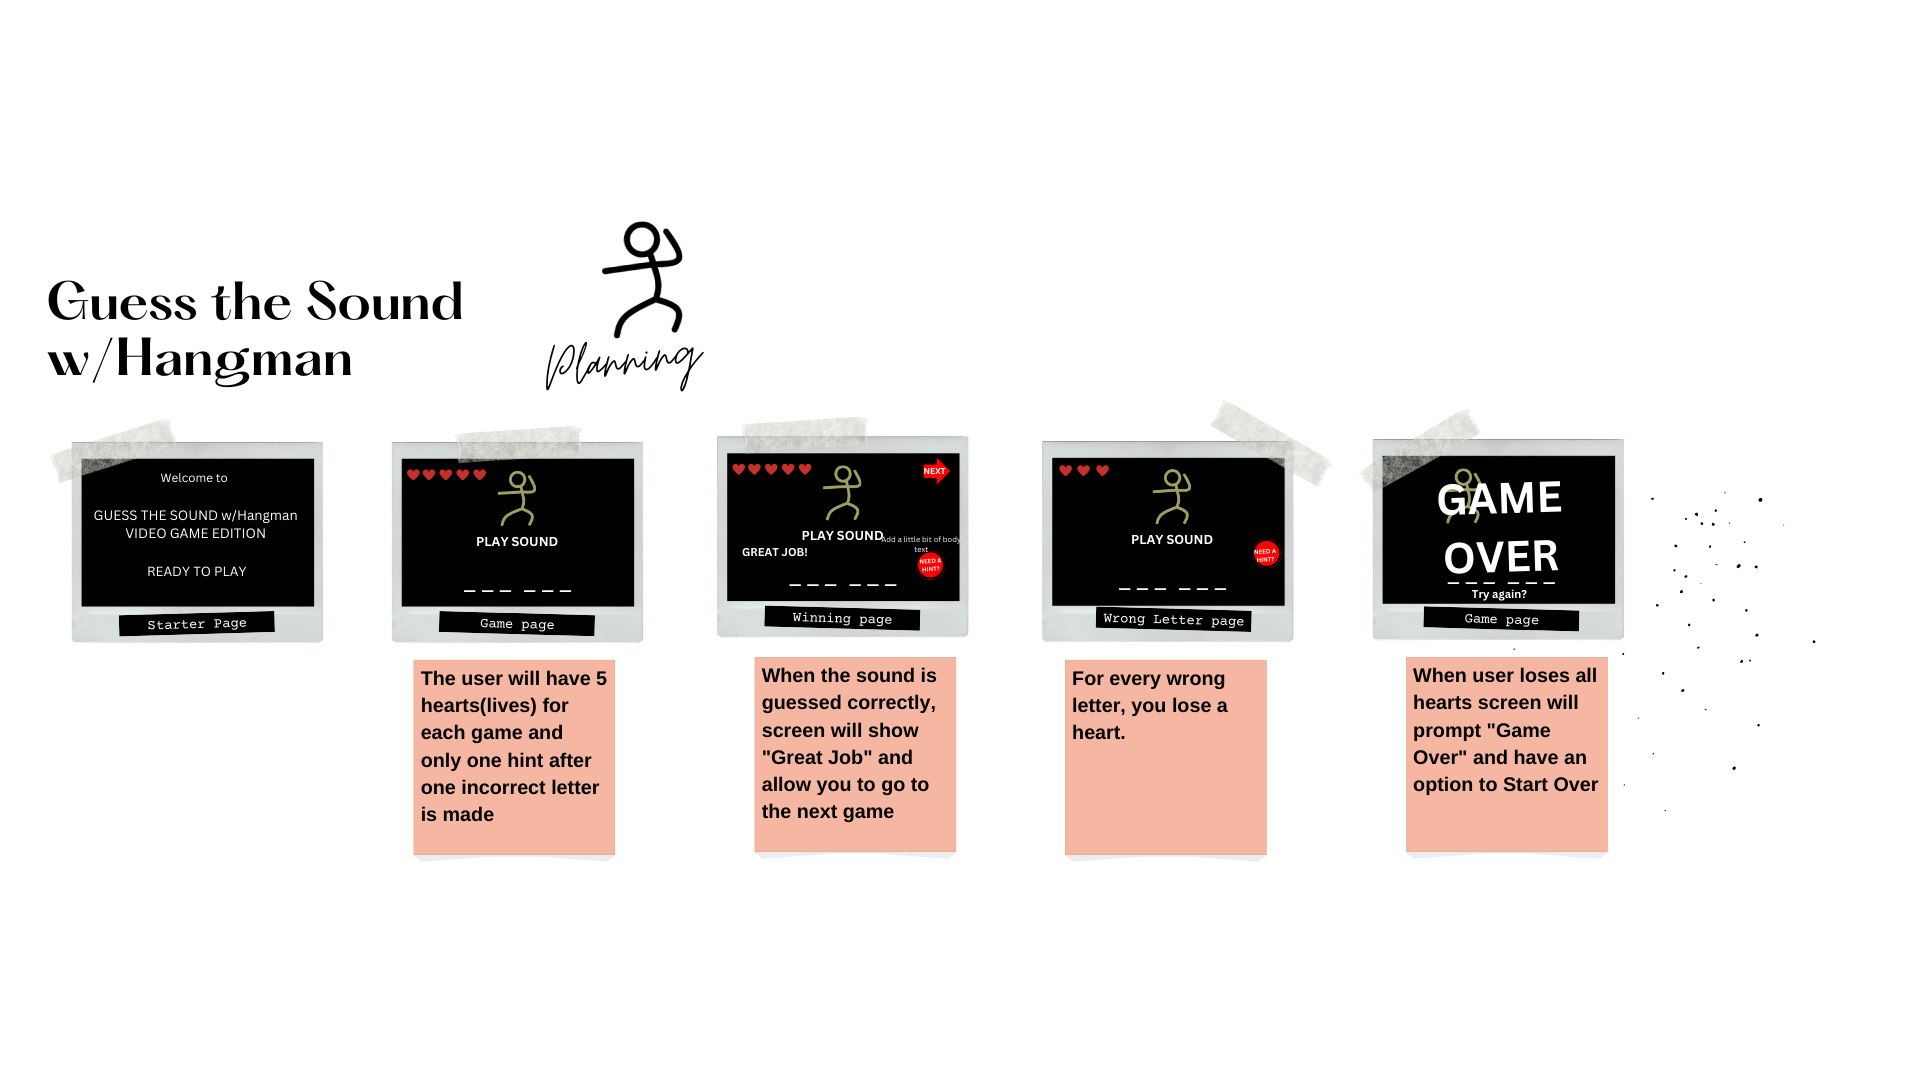 Guess the Sound
w/Hangman
Planning
Welcome to
GUESS THE SOUND w/Hangman
VIDEO GAME EDITION
READY TO PLAY
Starter Page
PLAY SOUND
_ _ _ _ _ _
Game page
The user will have 5
hearts(lives) for
each game and
only one hint after
one incorrect letter
is made
NEXT
PLAY SOUND
Add a little bit of body
text
GREAT JOB!
NEED A
HINT?
_ _ _ _ _ _
Winning page
When the sound is
guessed correctly,
screen will show
"Great Job" and
allow you to go to
the next game
PLAY SOUND
NEED A
HINT?
_ _ _ _ _ _
Wrong Letter page
For every wrong
letter, you lose a
heart.
GAME
OVER
_ _ _ _ _ _
Try again?
Game page
When user loses all
hearts screen will
prompt "Game
Over" and have an
option to Start Over